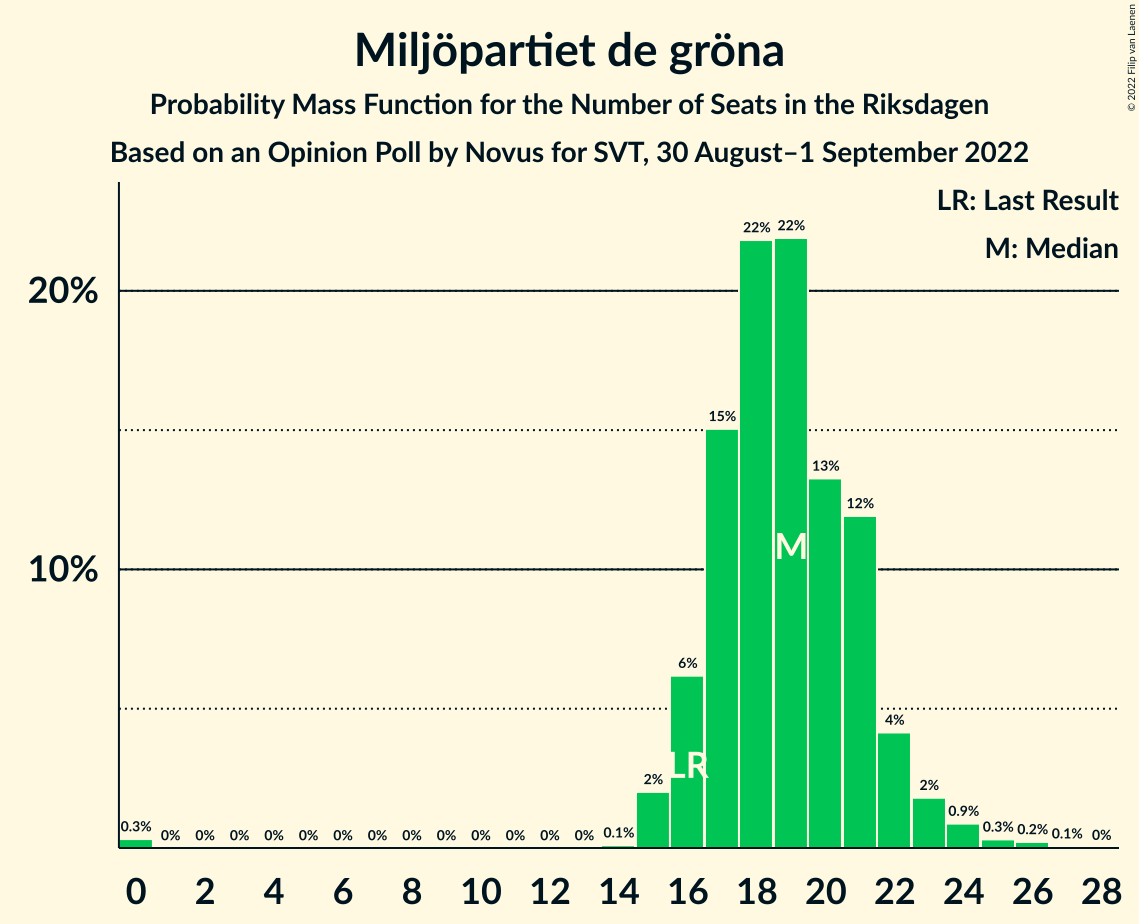 Miljöpartiet de gröna
Probability Mass Function for the Number of Seats in the Riksdagen
Based on an Opinion Poll by Novus for SVT, 30 August–1 September 2022
© 2022 Filip van Laenen
LR: Last Result
M: Median
20%
10%
0.3% 0% 0% 0% 0% 0% 0% 0% 0% 0% 0% 0% 0% 0% 0.1% 2% 6% 15% 22% 22% 13% 12% 4% 2% 0.9% 0.3% 0.2% 0.1% 0%
LR
M
0 2 4 6 8 10 12 14 16 18 20 22 24 26 28